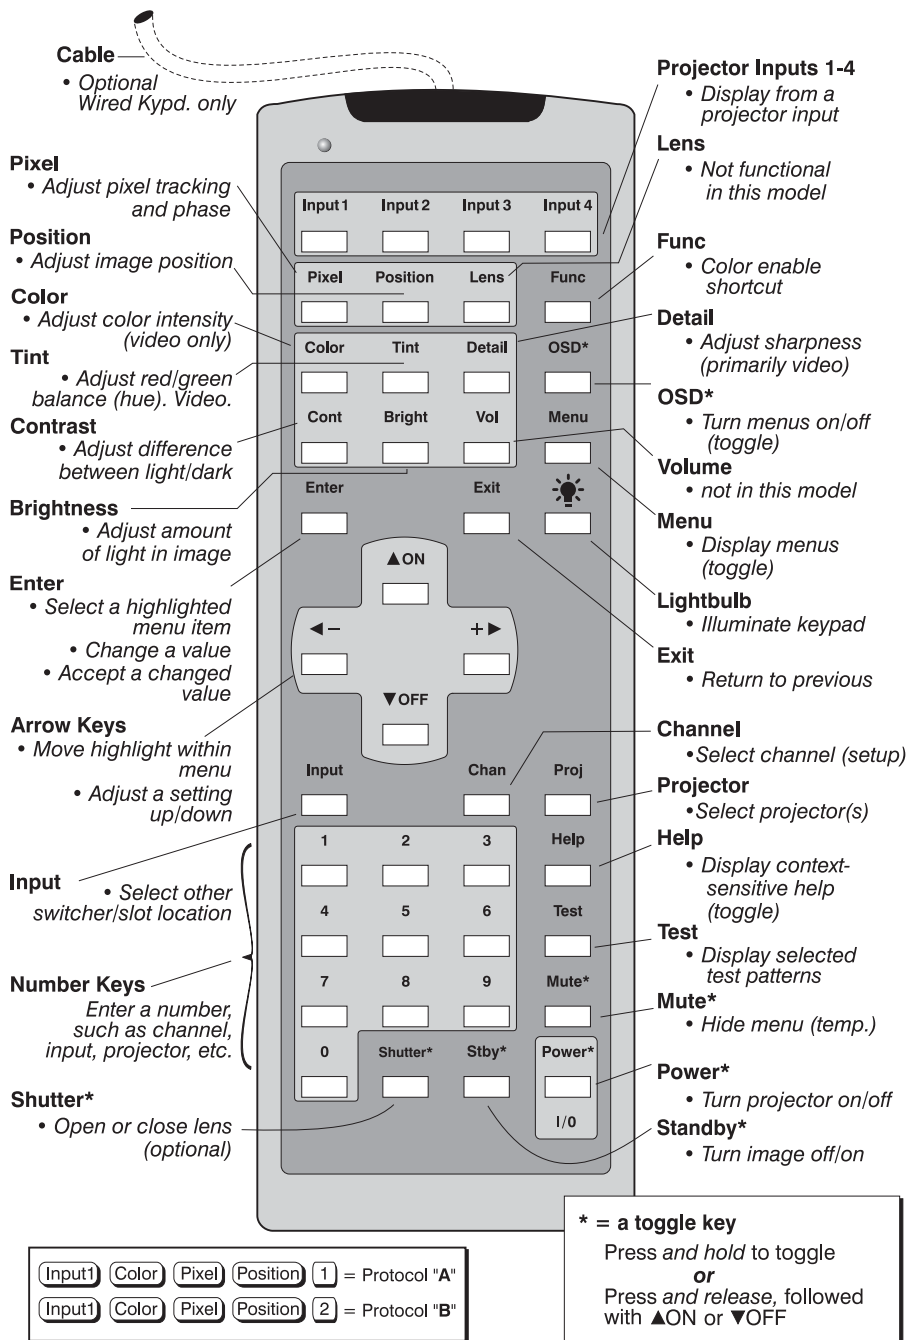 Cable
• Optional
Wired Kypd. only
Pixel
• Adjust pixel tracking
and phase
Position
• Adjust image position
Color
• Adjust color intensity
(video only)
Tint
• Adjust red/green
balance (hue). Video.
Contrast
• Adjust difference
between light/dark
Brightness
• Adjust amount
of light in image
Enter
• Select a highlighted
menu item
• Change a value
• Accept a changed
value
Arrow Keys
• Move highlight within
menu
• Adjust a setting
up/down
Input
• Select other
switcher/slot location
Number Keys
Enter a number,
such as channel,
input, projector, etc.
Shutter*
• Open or close lens
(optional)
Input 1 Input 2 Input 3 Input 4
Pixel Position Lens Func
Color Tint Detail OSD*
Cont Bright Vol Menu
Enter Exit
▲ON
◀− +▶
▼OFF
Input Chan Proj
1 2 3 Help
4 5 6 Test
7 8 9 Mute*
0 Shutter* Stby* Power*
I/0
Projector Inputs 1-4
• Display from a
projector input
Lens
• Not functional
in this model
Func
• Color enable
shortcut
Detail
• Adjust sharpness
(primarily video)
OSD*
• Turn menus on/off
(toggle)
Volume
• not in this model
Menu
• Display menus
(toggle)
Lightbulb
• Illuminate keypad
Exit
• Return to previous
Channel
•Select channel (setup)
Projector
•Select projector(s)
Help
• Display context-
sensitive help
(toggle)
Test
• Display selected
test patterns
Mute*
• Hide menu (temp.)
Power*
• Turn projector on/off
Standby*
• Turn image off/on
Input1 Color Pixel Position 1 = Protocol "A"
Input1 Color Pixel Position 2 = Protocol "B"
* = a toggle key
Press and hold to toggle
or
Press and release, followed
with ▲ON or ▼OFF